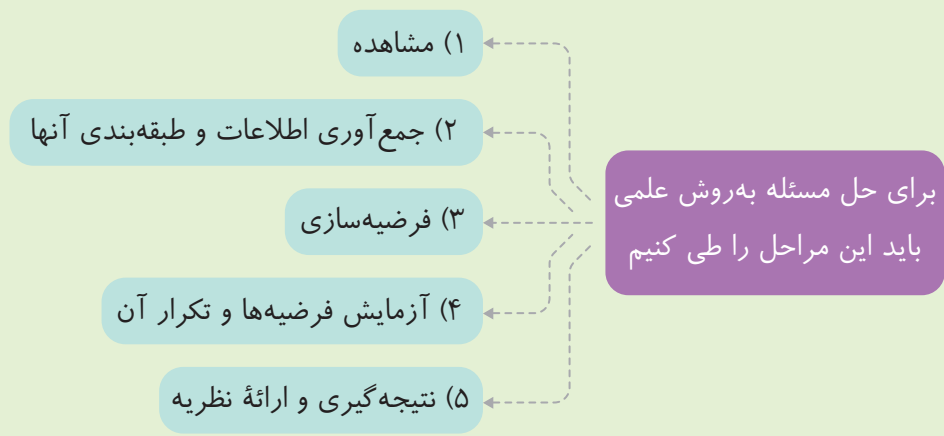 برای حل مسئله به‌روش علمی
باید این مراحل را طی کنیم
۱) مشاهده
۲) جمع‌آوری اطلاعات و طبقه‌بندی آنها
۳) فرضیه‌سازی
۴) آزمایش فرضیه‌ها و تکرار آن
۵) نتیجه‌گیری و ارائهٔ نظریه